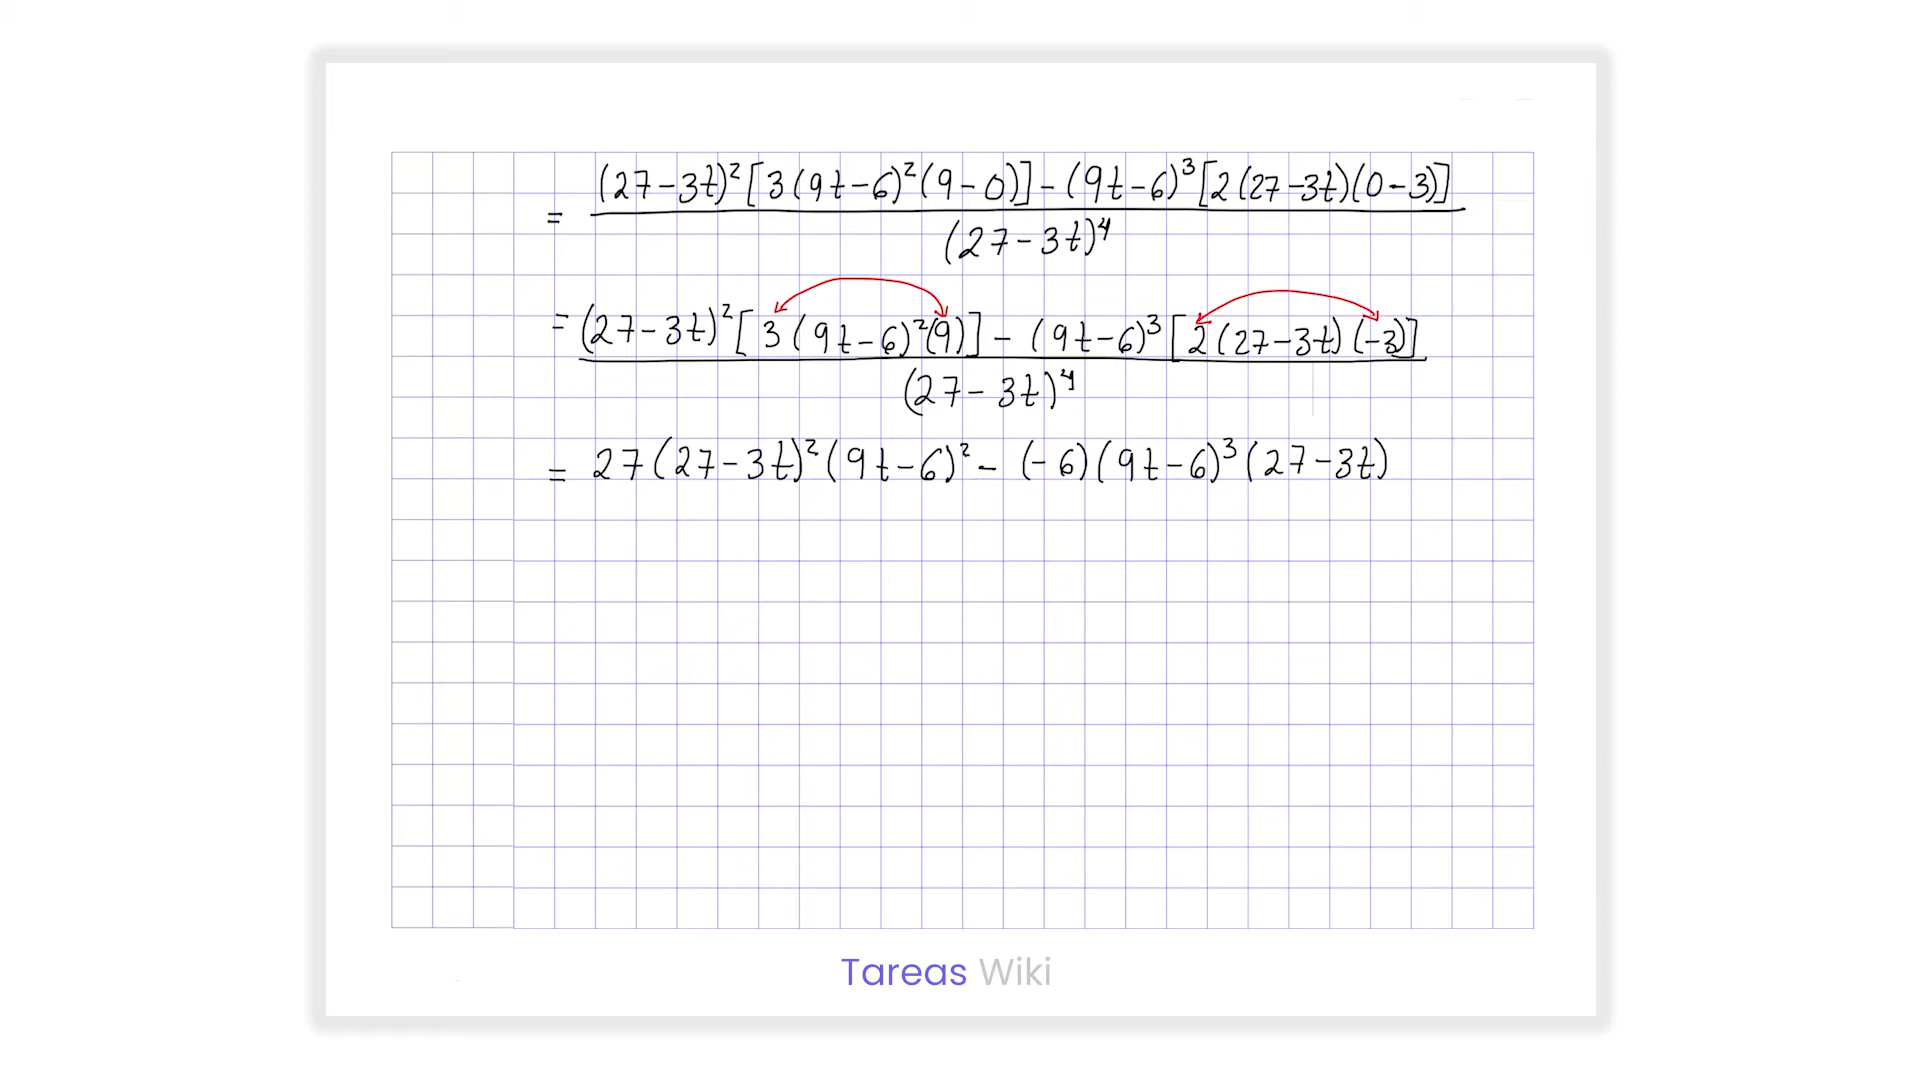 = (27-3t)²[3(9t-6)²(9-0)]-(9t-6)³[2(27-3t)(0-3)]
(27-3t)⁴
= (27-3t)²[3(9t-6)²(9)] - (9t-6)³[2(27-3t)(-3)]
(27-3t)⁴
= 27(27-3t)²(9t-6)² - (-6)(9t-6)³(27-3t)
Tareas Wiki